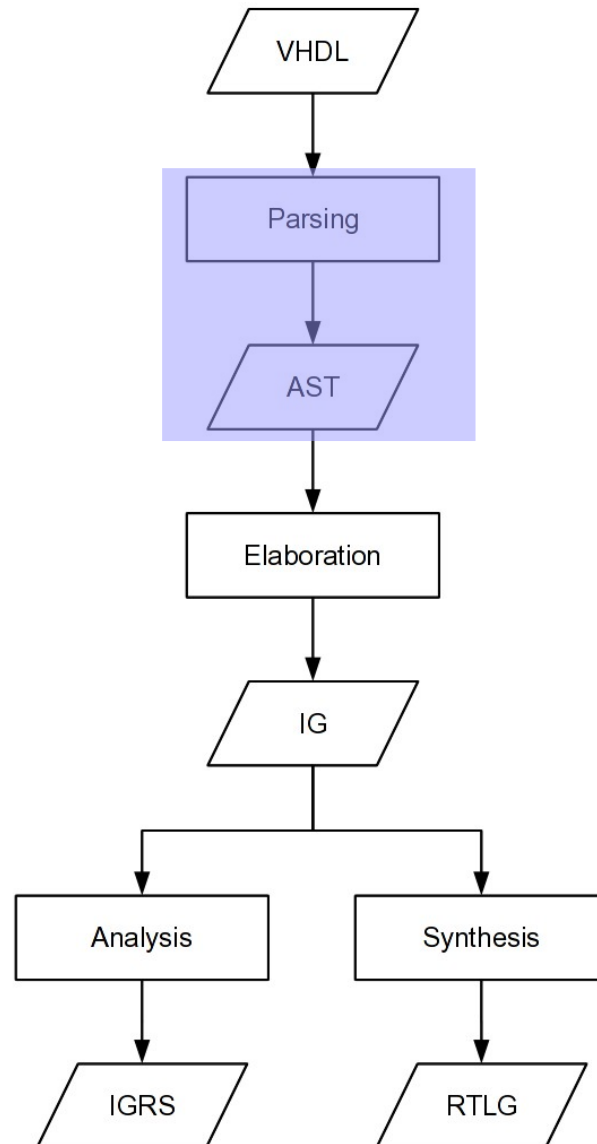 VHDL
Parsing
AST
Elaboration
IG
Analysis
Synthesis
IGRS
RTLG